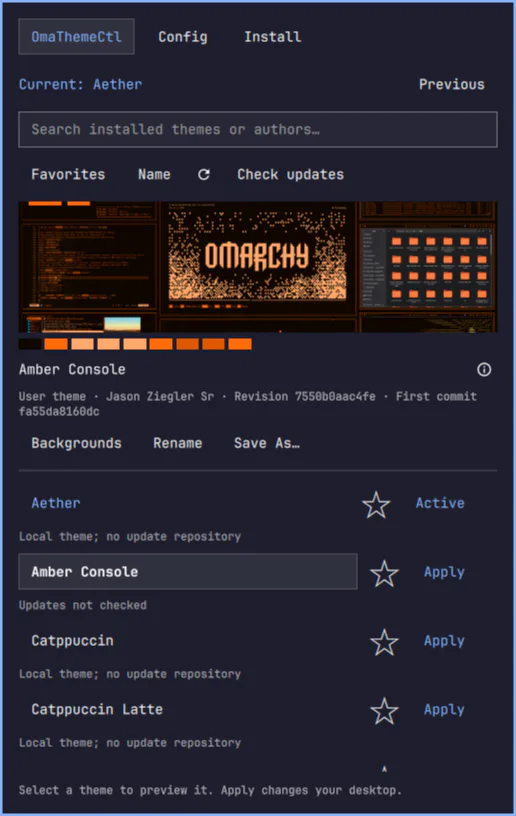 OmaThemeCtl Config Install
Current: Aether Previous
Search installed themes or authors…
Favorites Name Check updates
OMARCHY
Amber Console
User theme · Jason Ziegler Sr · Revision 7550b0aac4fe · First commit
fa55da8160dc
Backgrounds Rename Save As…
Aether Active
Local theme; no update repository
Amber Console Apply
Updates not checked
Catppuccin Apply
Local theme; no update repository
Catppuccin Latte Apply
Local theme; no update repository
Select a theme to preview it. Apply changes your desktop.